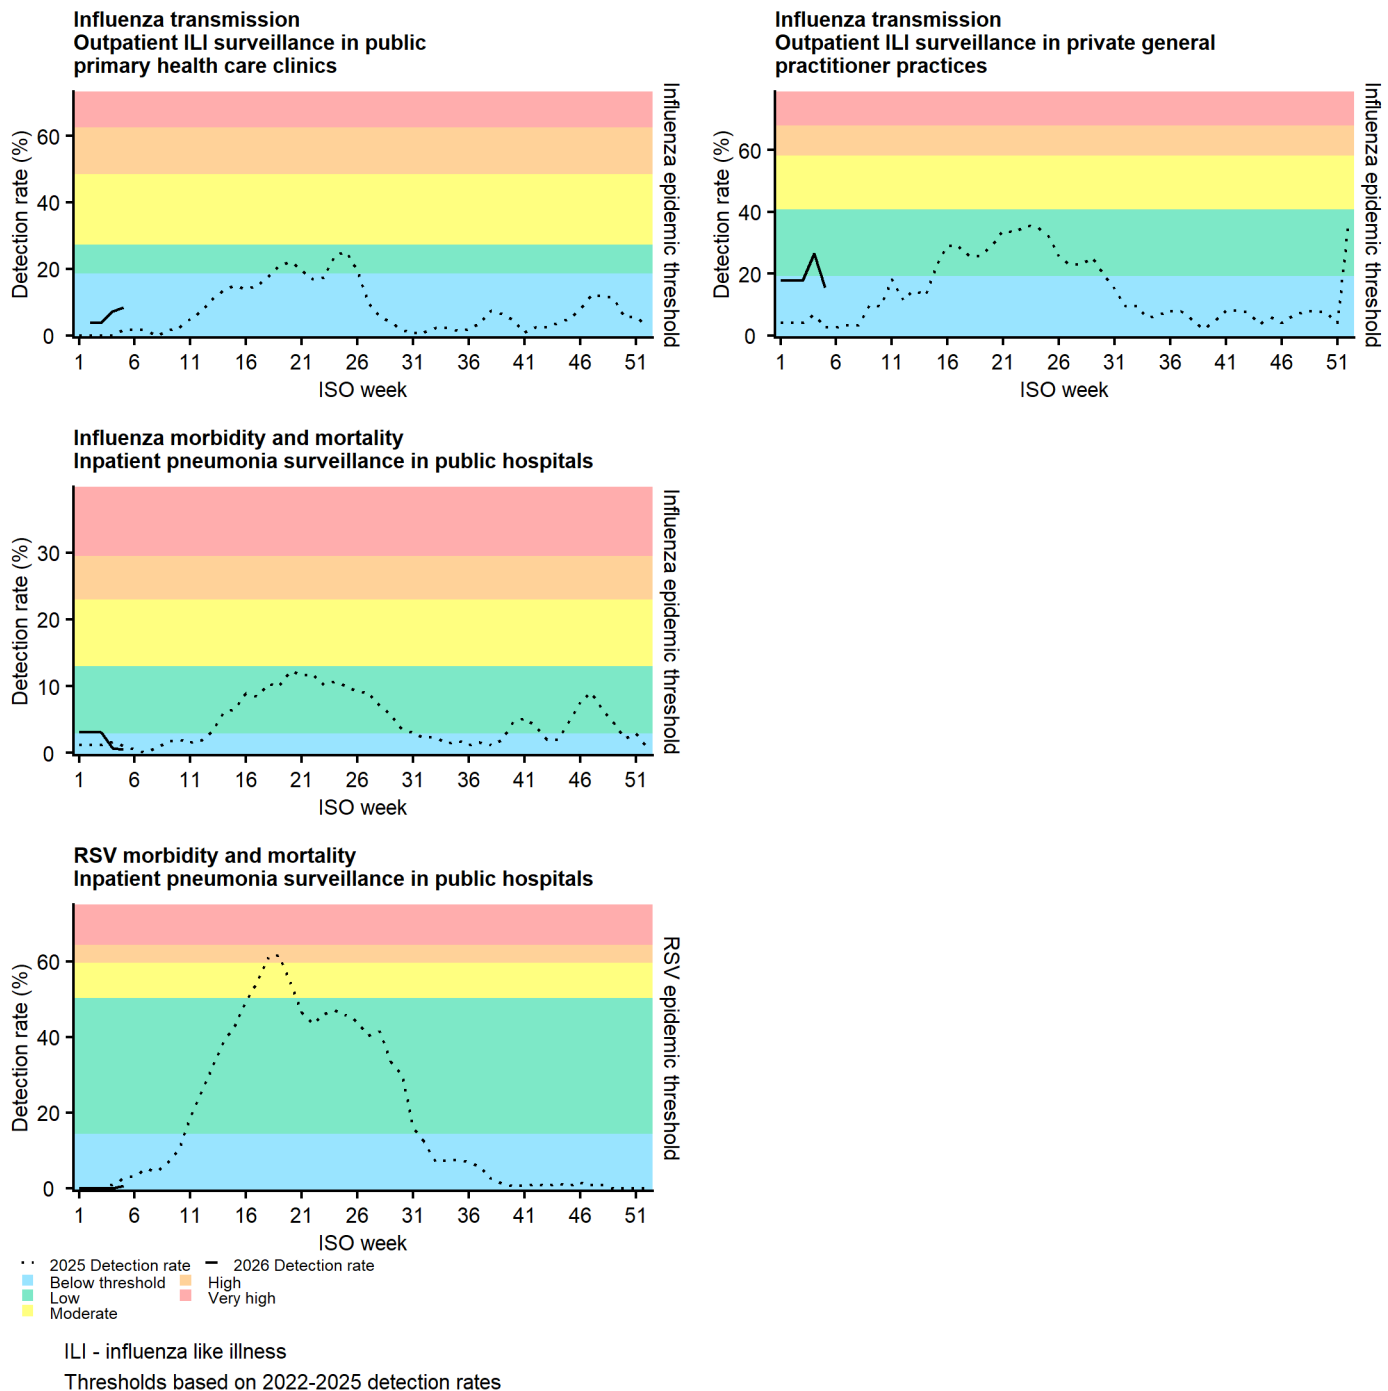 Influenza transmission
Outpatient ILI surveillance in public
primary health care clinics
Detection rate (%)
60
40
20
0
1 6 11 16 21 26 31 36 41 46 51
ISO week
Influenza epidemic threshold
Influenza transmission
Outpatient ILI surveillance in private general
practitioner practices
Detection rate (%)
60
40
20
0
1 6 11 16 21 26 31 36 41 46 51
ISO week
Influenza epidemic threshold
Influenza morbidity and mortality
Inpatient pneumonia surveillance in public hospitals
Detection rate (%)
30
20
10
0
1 6 11 16 21 26 31 36 41 46 51
ISO week
Influenza epidemic threshold
RSV morbidity and mortality
Inpatient pneumonia surveillance in public hospitals
Detection rate (%)
60
40
20
0
1 6 11 16 21 26 31 36 41 46 51
ISO week
RSV epidemic threshold
2025 Detection rate 2026 Detection rate
Below threshold High
Low Very high
Moderate
ILI - influenza like illness
Thresholds based on 2022-2025 detection rates